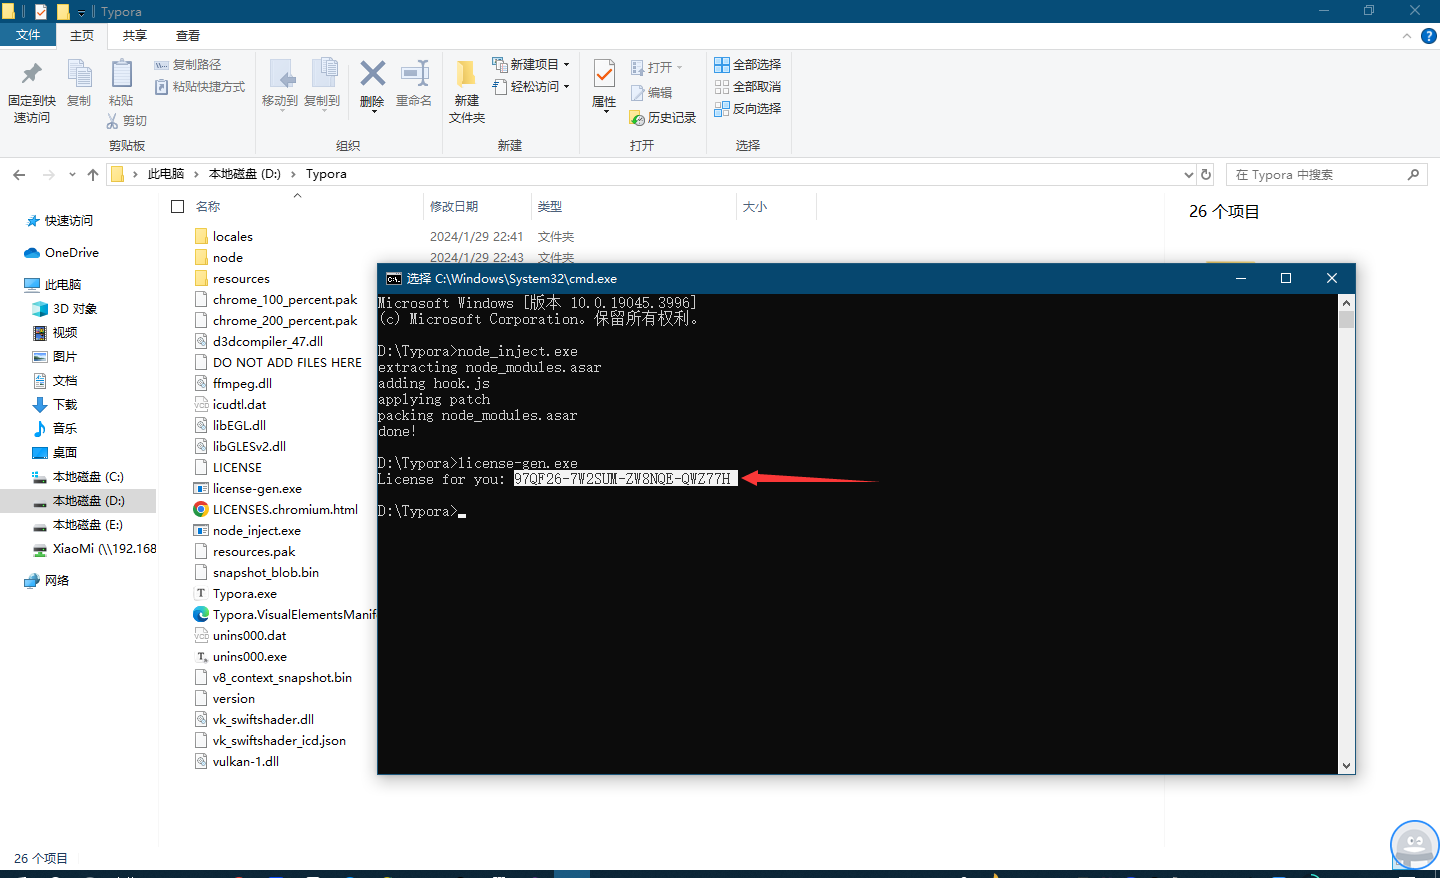 Typora
文件 主页 共享 查看
固定到快速访问
复制
粘贴
复制路径
粘贴快捷方式
剪切
剪贴板
移动到
复制到
删除
重命名
组织
新建文件夹
新建项目
轻松访问
新建
属性
打开
编辑
历史记录
打开
全部选择
全部取消
反向选择
选择
此电脑 › 本地磁盘 (D:) › Typora
在 Typora 中搜索
快速访问
OneDrive
此电脑
3D 对象
视频
图片
文档
下载
音乐
桌面
本地磁盘 (C:)
本地磁盘 (D:)
本地磁盘 (E:)
XiaoMi (\\192.168
网络
名称 修改日期 类型 大小
locales 2024/1/29 22:41 文件夹
node 2024/1/29 22:43 文件夹
resources
chrome_100_percent.pak
chrome_200_percent.pak
d3dcompiler_47.dll
DO NOT ADD FILES HERE
ffmpeg.dll
icudtl.dat
libEGL.dll
libGLESv2.dll
LICENSE
license-gen.exe
LICENSES.chromium.html
node_inject.exe
resources.pak
snapshot_blob.bin
Typora.exe
Typora.VisualElementsManif
unins000.dat
unins000.exe
v8_context_snapshot.bin
version
vk_swiftshader.dll
vk_swiftshader_icd.json
vulkan-1.dll
26 个项目
选择 C:\Windows\System32\cmd.exe
Microsoft Windows [版本 10.0.19045.3996]
(c) Microsoft Corporation。保留所有权利。
D:\Typora>node_inject.exe
extracting node_modules.asar
adding hook.js
applying patch
packing node_modules.asar
done!
D:\Typora>license-gen.exe
License for you: 97QF26-7W2SUM-ZW8NQE-QWZ77H
D:\Typora>
26 个项目